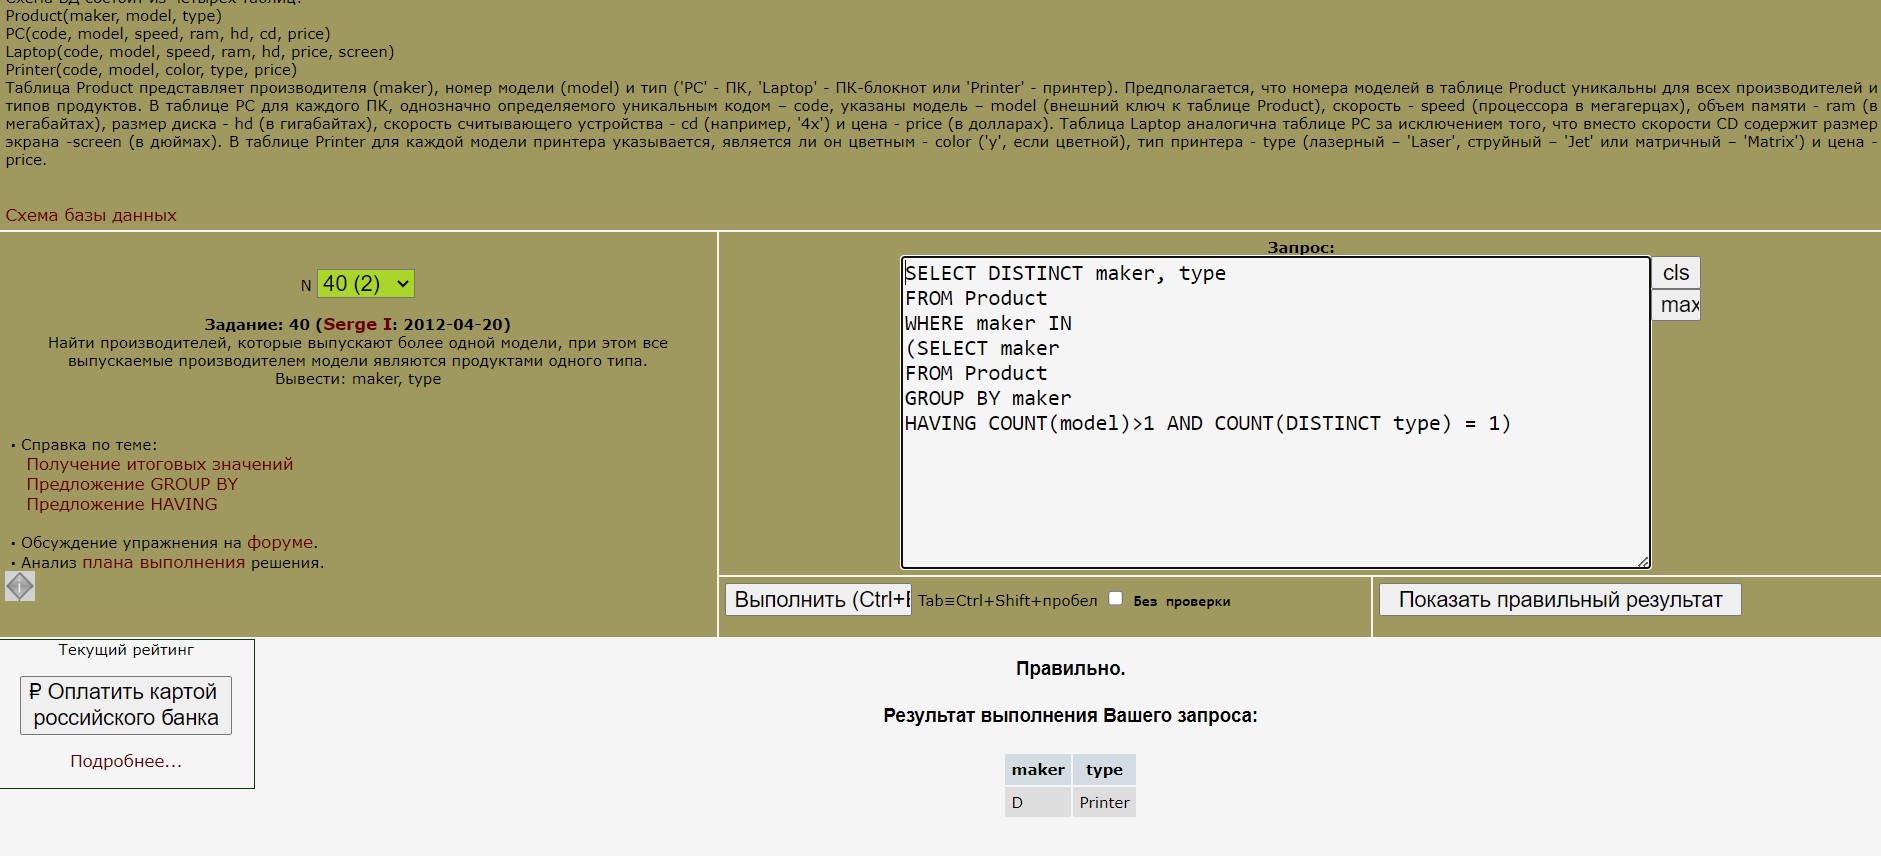 Схема БД состоит из четырех таблиц:
Product(maker, model, type)
PC(code, model, speed, ram, hd, cd, price)
Laptop(code, model, speed, ram, hd, price, screen)
Printer(code, model, color, type, price)
Таблица Product представляет производителя (maker), номер модели (model) и тип ('PC' - ПК, 'Laptop' - ПК-блокнот или 'Printer' - принтер). Предполагается, что номера моделей в таблице Product уникальны для всех производителей и
типов продуктов. В таблице PC для каждого ПК, однозначно определяемого уникальным кодом – code, указаны модель – model (внешний ключ к таблице Product), скорость - speed (процессора в мегагерцах), объем памяти - ram (в
мегабайтах), размер диска - hd (в гигабайтах), скорость считывающего устройства - cd (например, '4x') и цена - price (в долларах). Таблица Laptop аналогична таблице РС за исключением того, что вместо скорости CD содержит размер
экрана -screen (в дюймах). В таблице Printer для каждой модели принтера указывается, является ли он цветным - color ('y', если цветной), тип принтера - type (лазерный – 'Laser', струйный – 'Jet' или матричный – 'Matrix') и цена -
price.
Схема базы данных
N 40 (2)
Задание: 40 (Serge I: 2012-04-20)
Найти производителей, которые выпускают более одной модели, при этом все
выпускаемые производителем модели являются продуктами одного типа.
Вывести: maker, type
· Справка по теме:
Получение итоговых значений
Предложение GROUP BY
Предложение HAVING
· Обсуждение упражнения на форуме.
· Анализ плана выполнения решения.
Запрос:
SELECT DISTINCT maker, type
FROM Product
WHERE maker IN
(SELECT maker
FROM Product
GROUP BY maker
HAVING COUNT(model)>1 AND COUNT(DISTINCT type) = 1)
cls
max
Выполнить (Ctrl+E Tab≡Ctrl+Shift+пробел Без проверки
Показать правильный результат
Текущий рейтинг
₽ Оплатить картой
российского банка
Подробнее...
Правильно.
Результат выполнения Вашего запроса:
maker type
D Printer